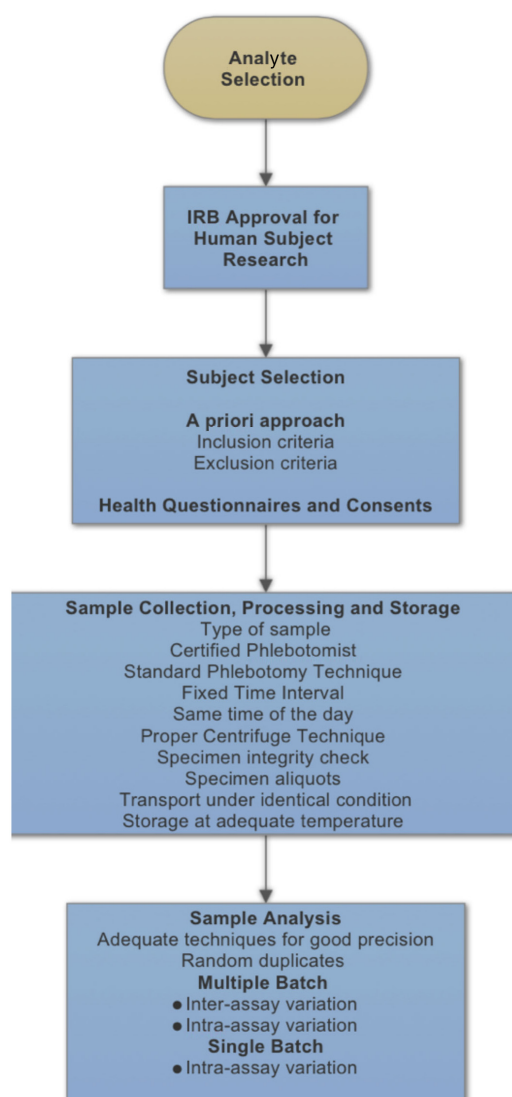 Analyte
Selection
IRB Approval for
Human Subject
Research
Subject Selection
A priori approach
Inclusion criteria
Exclusion criteria
Health Questionnaires and Consents
Sample Collection, Processing and Storage
Type of sample
Certified Phlebotomist
Standard Phlebotomy Technique
Fixed Time Interval
Same time of the day
Proper Centrifuge Technique
Specimen integrity check
Specimen aliquots
Transport under identical condition
Storage at adequate temperature
Sample Analysis
Adequate techniques for good precision
Random duplicates
Multiple Batch
● Inter-assay variation
● Intra-assay variation
Single Batch
● Intra-assay variation